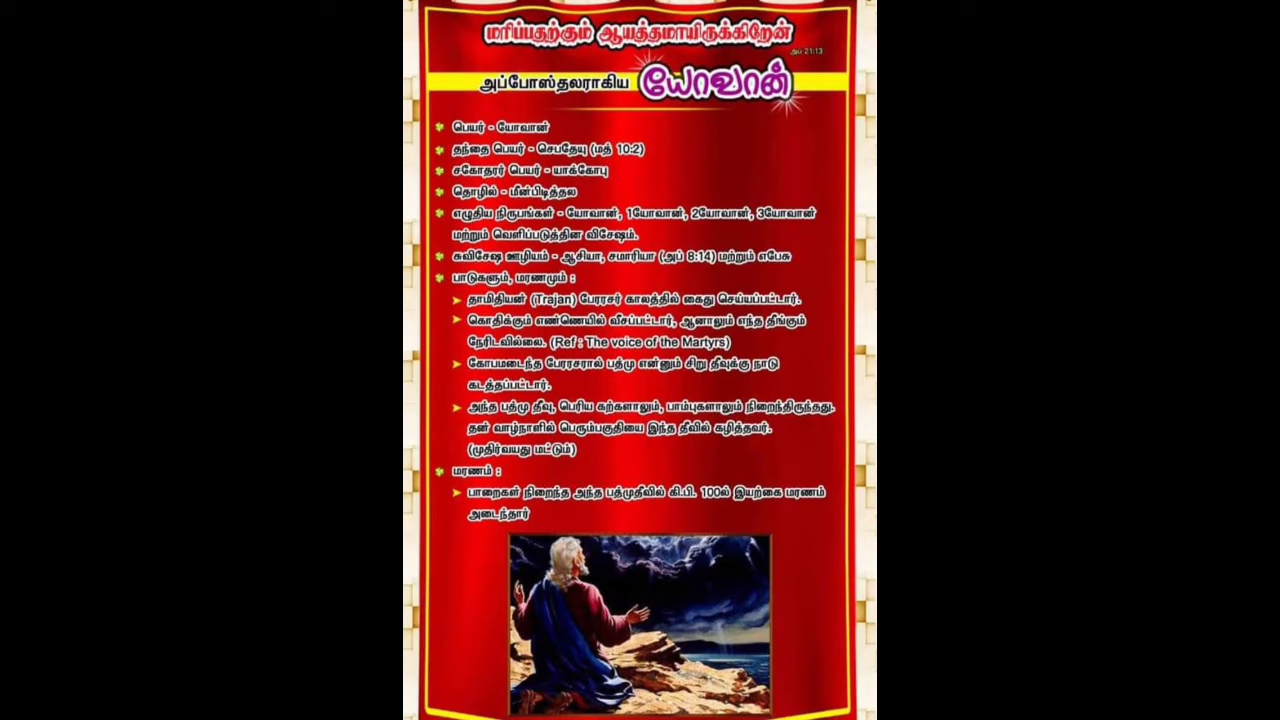 மரிப்பதற்கும் ஆயத்தமாயிருக்கிறேன்
அப் 21:13
அப்போஸ்தலராகிய யோவான்
பெயர் - யோவான்
தந்தை பெயர் - செபதேயு (மத் 10:2)
சகோதரர் பெயர் - யாக்கோபு
தொழில் - மீன்பிடித்தல
எழுதிய நிருபங்கள் - யோவான், 1யோவான், 2யோவான், 3யோவான்
மற்றும் வெளிப்படுத்தின விசேஷம்.
சுவிசேஷ ஊழியம் - ஆசியா, சமாரியா (அப் 8:14) மற்றும் எபேசு
பாடுகளும், மரணமும் :
தாமிதியன் (Trajan) பேரரசர் காலத்தில் கைது செய்யப்பட்டார்.
கொதிக்கும் எண்ணெயில் வீசப்பட்டார், ஆனாலும் எந்த தீங்கும்
நேரிடவில்லை. (Ref : The voice of the Martyrs)
கோபமடைந்த பேரரசரால் பத்மு என்னும் சிறு தீவுக்கு நாடு
கடத்தப்பட்டார்.
அந்த பத்மு தீவு, பெரிய கற்களாலும், பாம்புகளாலும் நிறைந்திருந்தது.
தன் வாழ்நாளில் பெரும்பகுதியை இந்த தீவில் கழித்தவர்.
(முதிர்வயது மட்டும்)
மரணம் :
பாறைகள் நிறைந்த அந்த பத்முதீவில் கி.பி. 100ல் இயற்கை மரணம்
அடைந்தார்